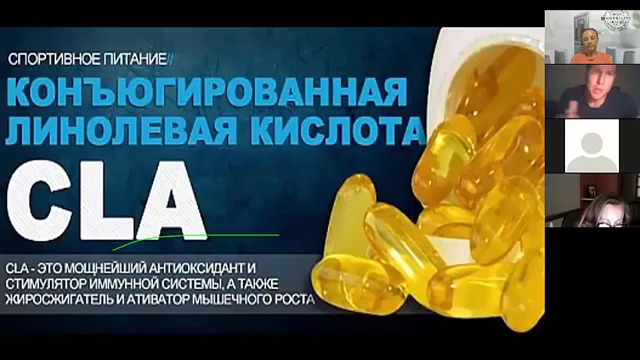 СПОРТИВНОЕ ПИТАНИЕ//
КОНЪЮГИРОВАННАЯ
ЛИНОЛЕВАЯ КИСЛОТА
CLA
CLA - ЭТО МОЩНЕЙШИЙ АНТИОКСИДАНТ И
СТИМУЛЯТОР ИММУННОЙ СИСТЕМЫ, А ТАКЖЕ
ЖИРОСЖИГАТЕЛЬ И АТИВАТОР МЫШЕЧНОГО РОСТА